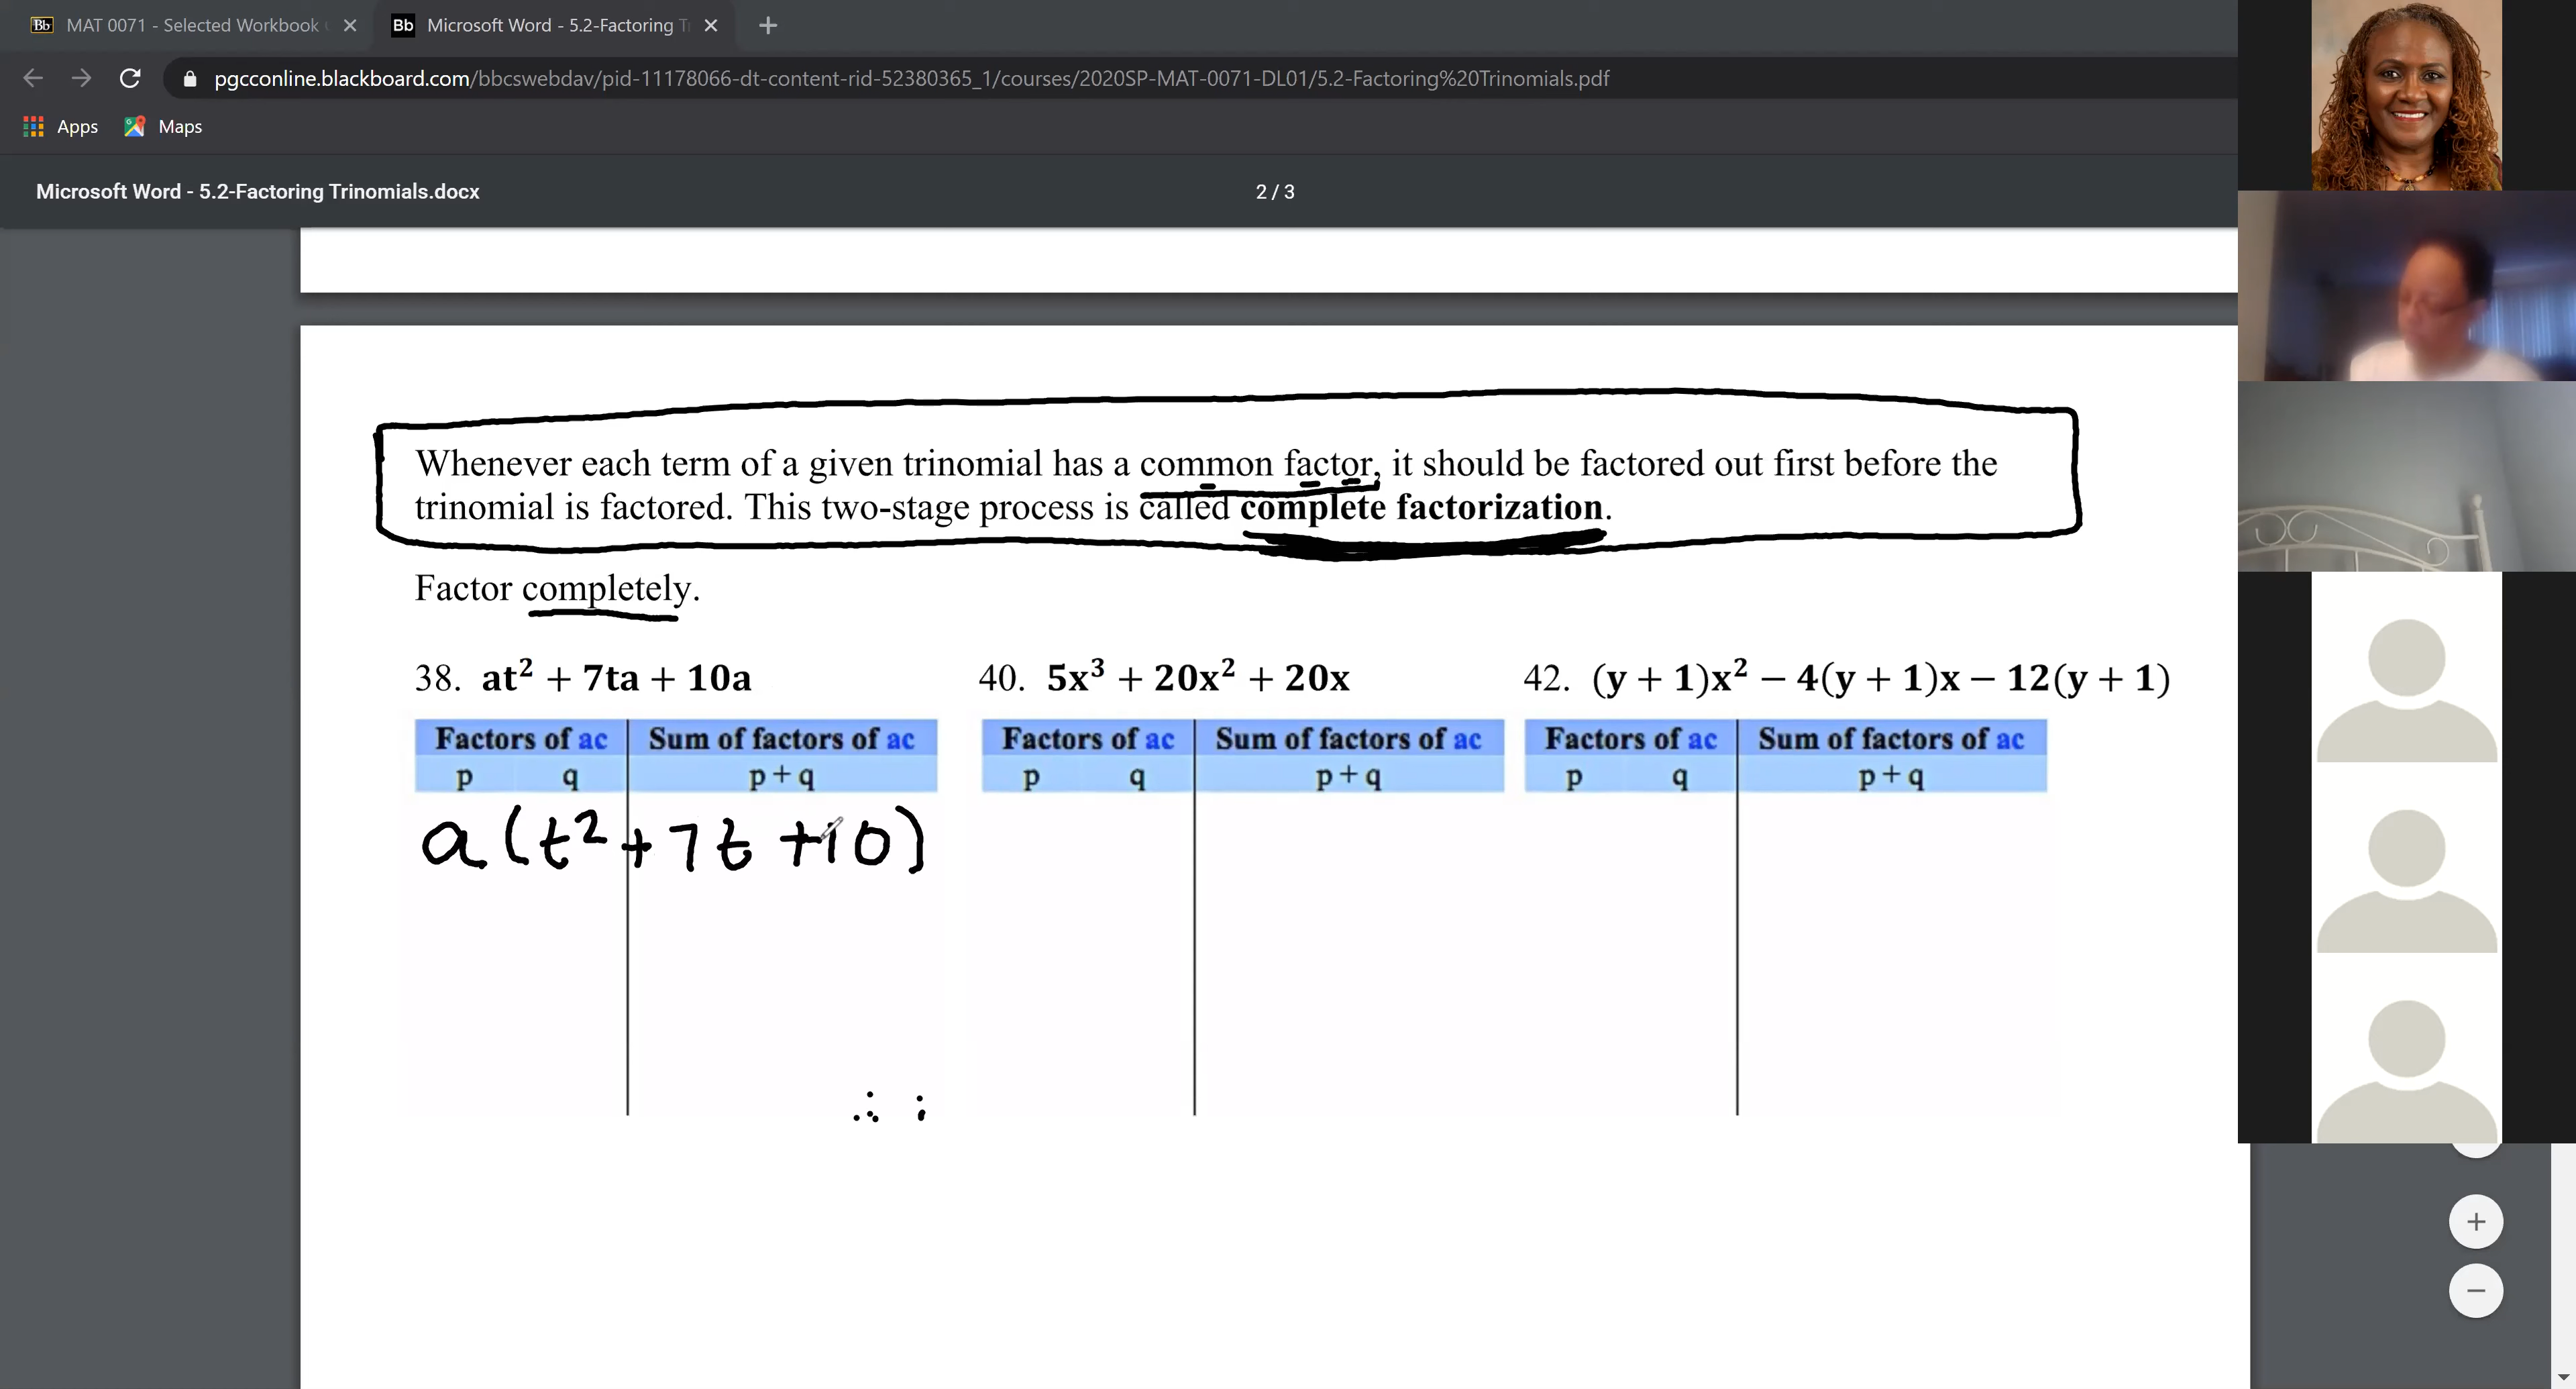 MAT 0071 - Selected Workbook
Microsoft Word - 5.2-Factoring T
pgcconline.blackboard.com/bbcswebdav/pid-11178066-dt-content-rid-52380365_1/courses/2020SP-MAT-0071-DL01/5.2-Factoring%20Trinomials.pdf
Apps Maps
Microsoft Word - 5.2-Factoring Trinomials.docx 2 / 3
Whenever each term of a given trinomial has a common factor, it should be factored out first before the
trinomial is factored. This two-stage process is called complete factorization.
Factor completely.
38. at² + 7ta + 10a 40. 5x³ + 20x² + 20x 42. (y + 1)x² − 4(y + 1)x − 12(y + 1)
Factors of ac Sum of factors of ac Factors of ac Sum of factors of ac Factors of ac Sum of factors of ac
p q p + q p q p + q p q p + q
a(t² + 7t + 10)